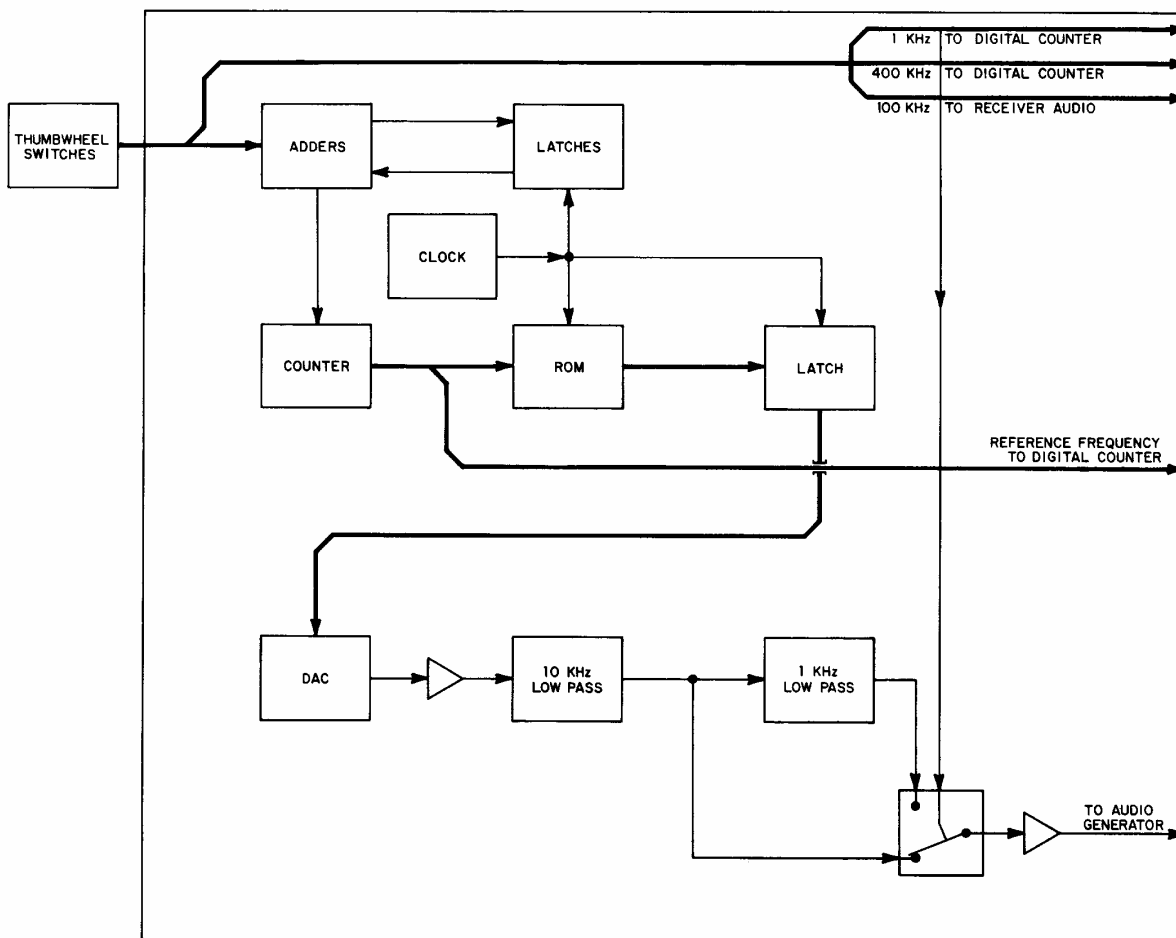 1 KHz TO DIGITAL COUNTER
400 KHz TO DIGITAL COUNTER
100 KHz TO RECEIVER AUDIO
THUMBWHEEL
SWITCHES
ADDERS
LATCHES
CLOCK
COUNTER
ROM
LATCH
REFERENCE FREQUENCY
TO DIGITAL COUNTER
DAC
10 KHz
LOW PASS
1 KHz
LOW PASS
TO AUDIO
GENERATOR